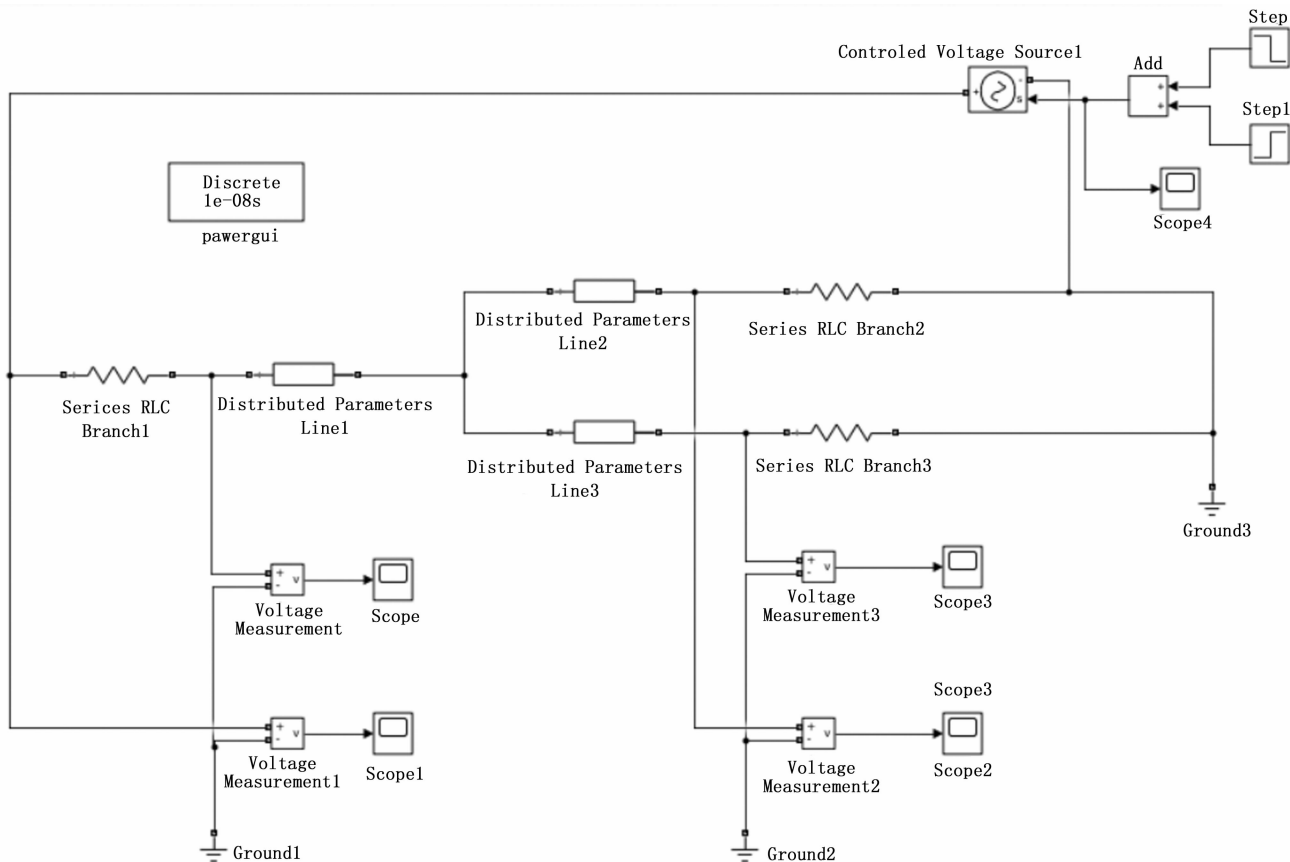 Step
Controled Voltage Source1
Add
+
-
s
+
+
Step1
Discrete
1e-08s
pawergui
Scope4
Distributed Parameters
Line2
Series RLC Branch2
Serices RLC
Branch1
Distributed Parameters
Line1
Distributed Parameters
Line3
Series RLC Branch3
Ground3
+
-
v
Voltage
Measurement
Scope
+
-
v
Voltage
Measurement3
Scope3
Scope3
+
-
v
Voltage
Measurement1
Scope1
+
-
v
Voltage
Measurement2
Scope2
Ground1
Ground2